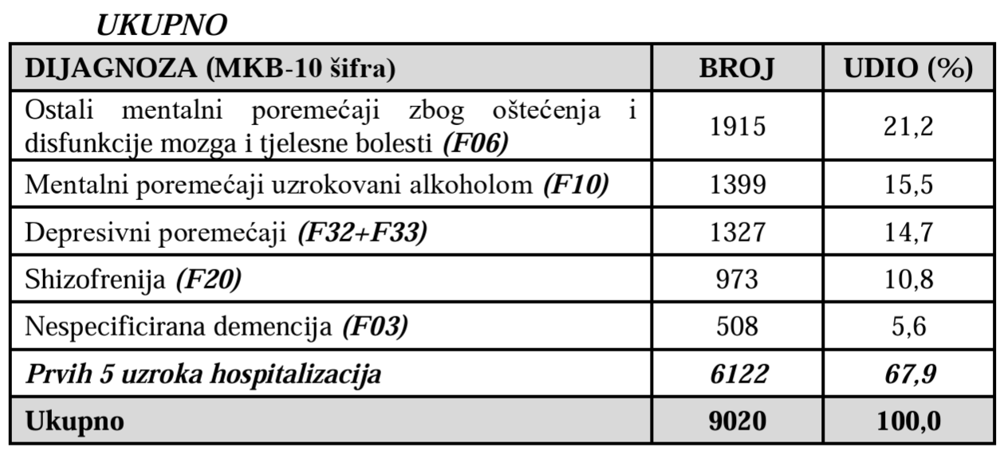 UKUPNO
DIJAGNOZA (MKB-10 šifra) BROJ UDIO (%)
Ostali mentalni poremećaji zbog oštećenja i
disfunkcije mozga i tjelesne bolesti (F06) 1915 21,2
Mentalni poremećaji uzrokovani alkoholom (F10) 1399 15,5
Depresivni poremećaji (F32+F33) 1327 14,7
Shizofrenija (F20) 973 10,8
Nespecificirana demencija (F03) 508 5,6
Prvih 5 uzroka hospitalizacija 6122 67,9
Ukupno 9020 100,0